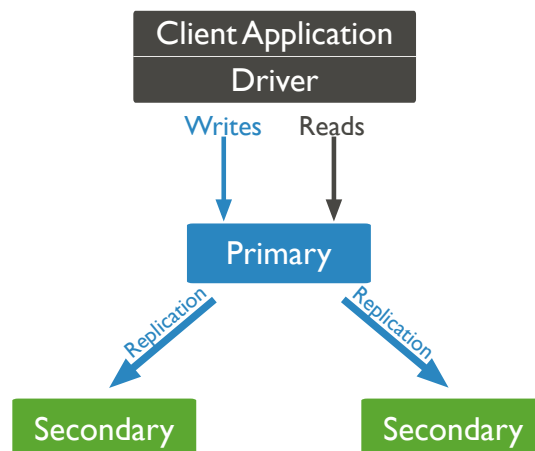 Client Application
Driver
Writes Reads
Primary
Replication Replication
Secondary Secondary